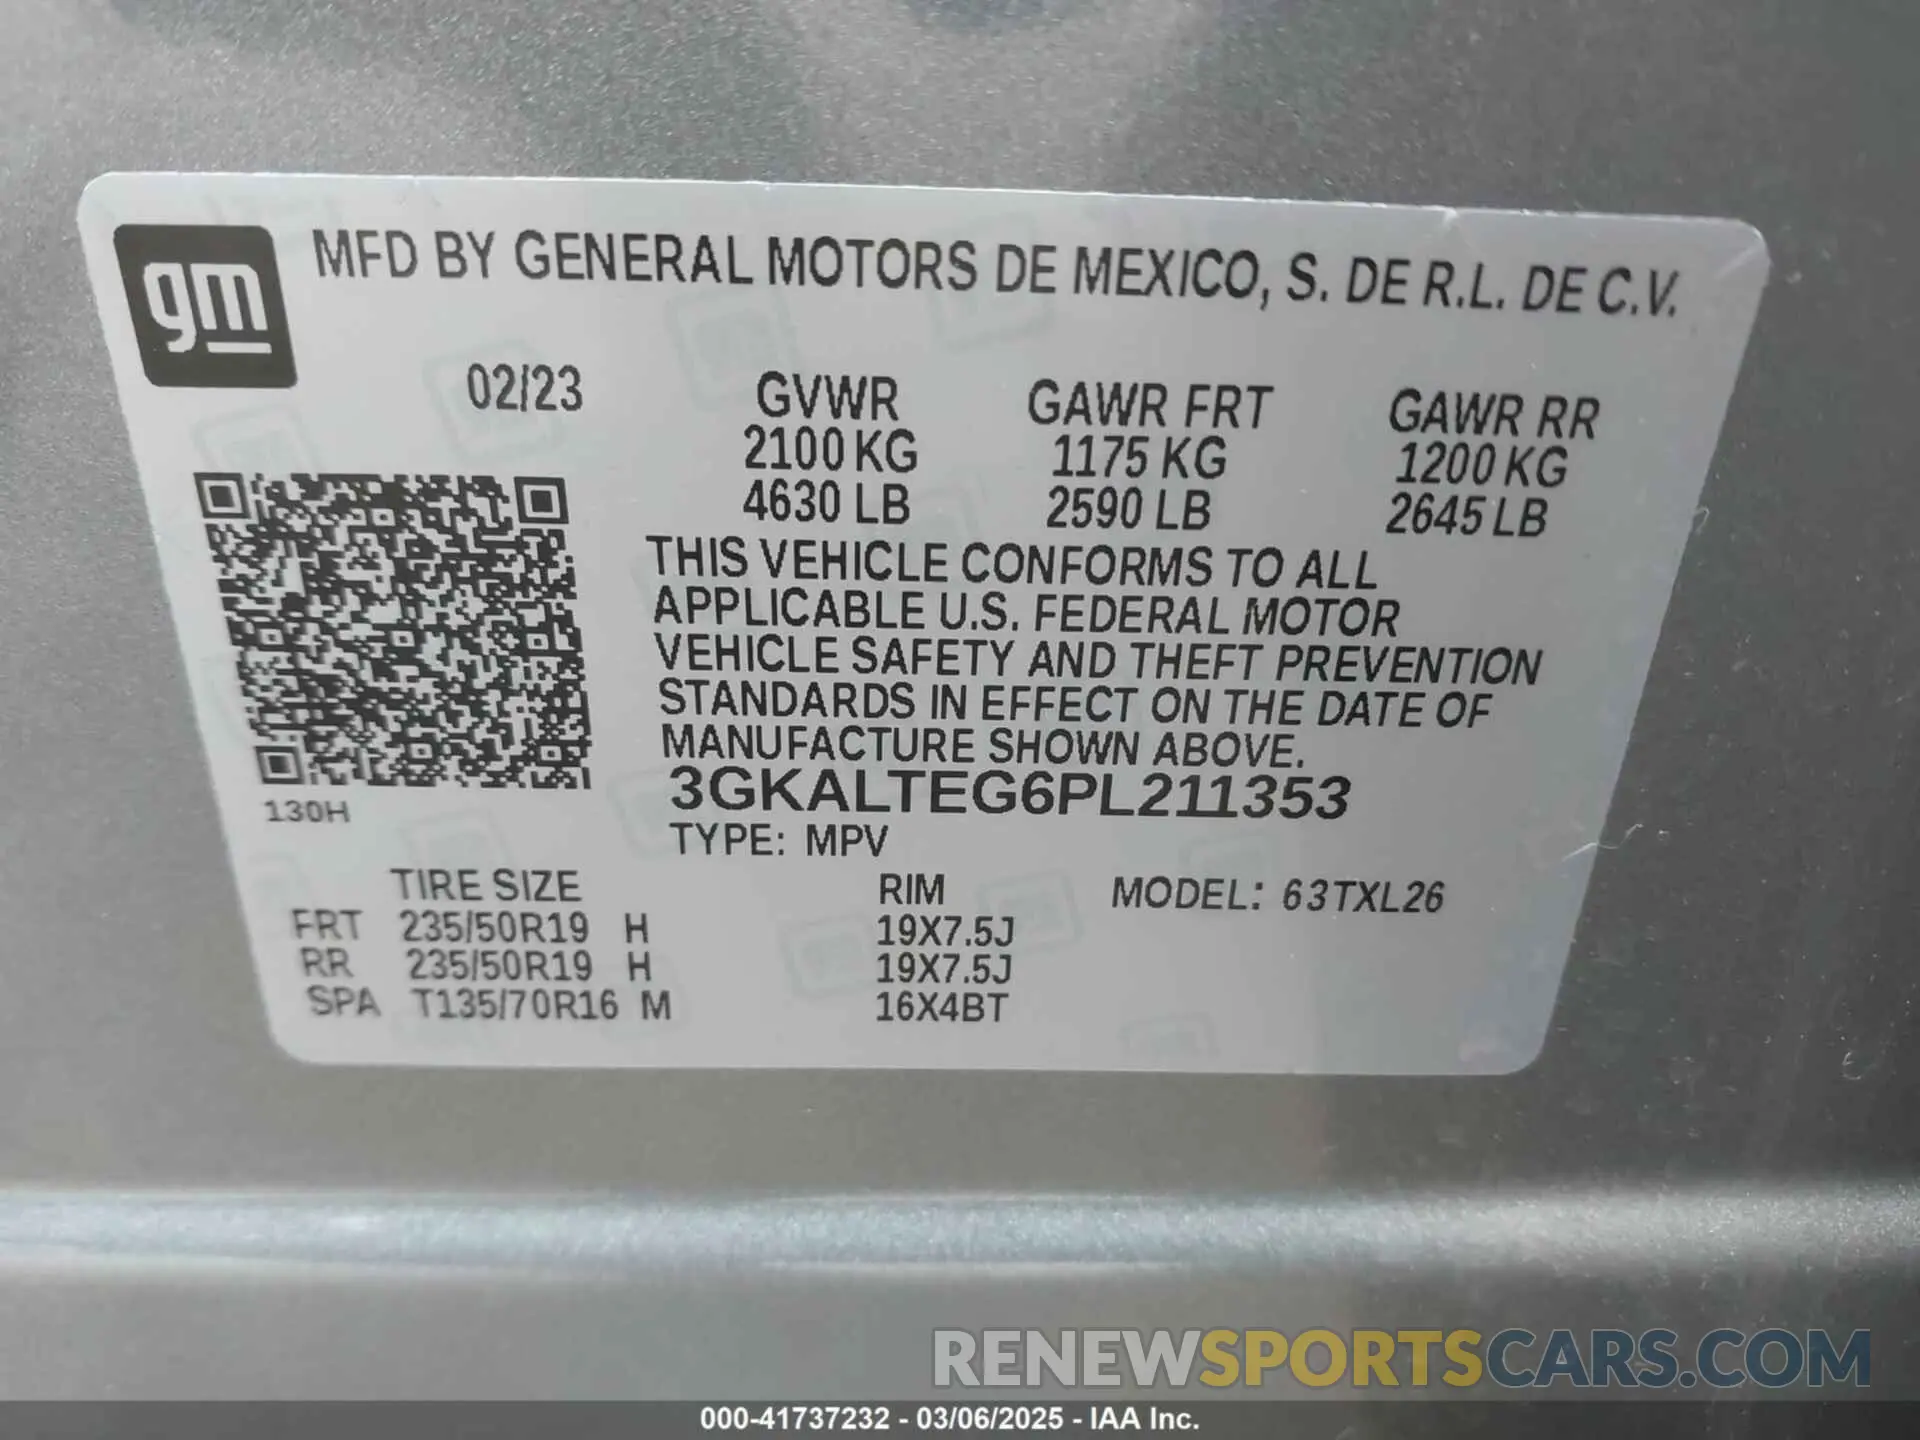 gm
MFD BY GENERAL MOTORS DE MEXICO, S. DE R.L. DE C.V.
02/23 GVWR GAWR FRT GAWR RR
2100 KG 1175 KG 1200 KG
4630 LB 2590 LB 2645 LB
THIS VEHICLE CONFORMS TO ALL
APPLICABLE U.S. FEDERAL MOTOR
VEHICLE SAFETY AND THEFT PREVENTION
STANDARDS IN EFFECT ON THE DATE OF
MANUFACTURE SHOWN ABOVE.
3GKALTEG6PL211353
130H
TYPE: MPV
TIRE SIZE RIM MODEL: 63TXL26
FRT 235/50R19 H 19X7.5J
RR 235/50R19 H 19X7.5J
SPA T135/70R16 M 16X4BT
RENEWSPORTSCARS.COM
000-41737232 - 03/06/2025 - IAA Inc.